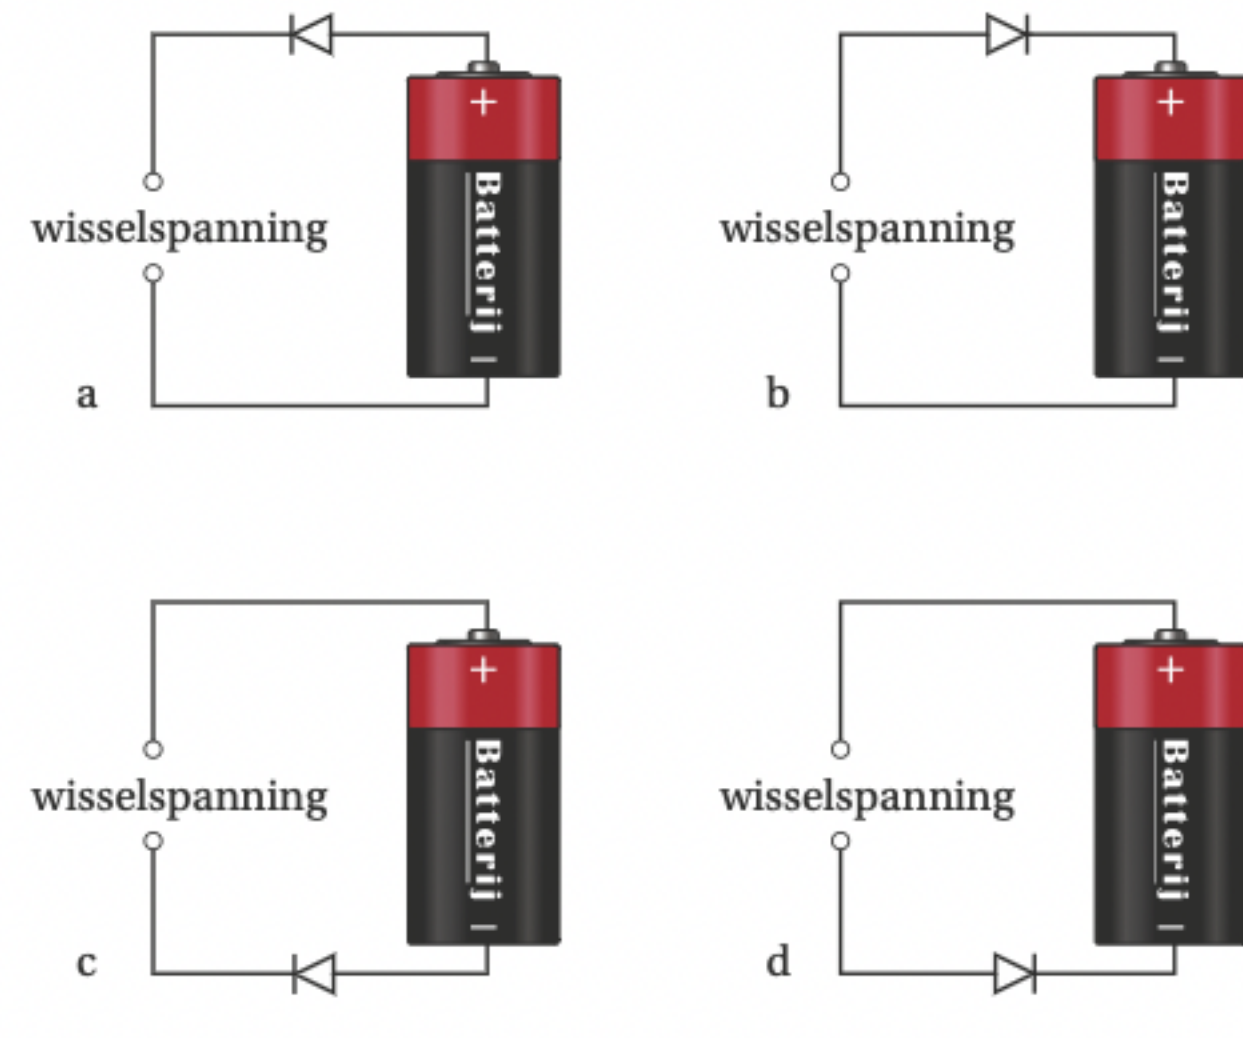 +
Batterij
−
wisselspanning
a
+
Batterij
−
wisselspanning
b
+
Batterij
−
wisselspanning
c
+
Batterij
−
wisselspanning
d